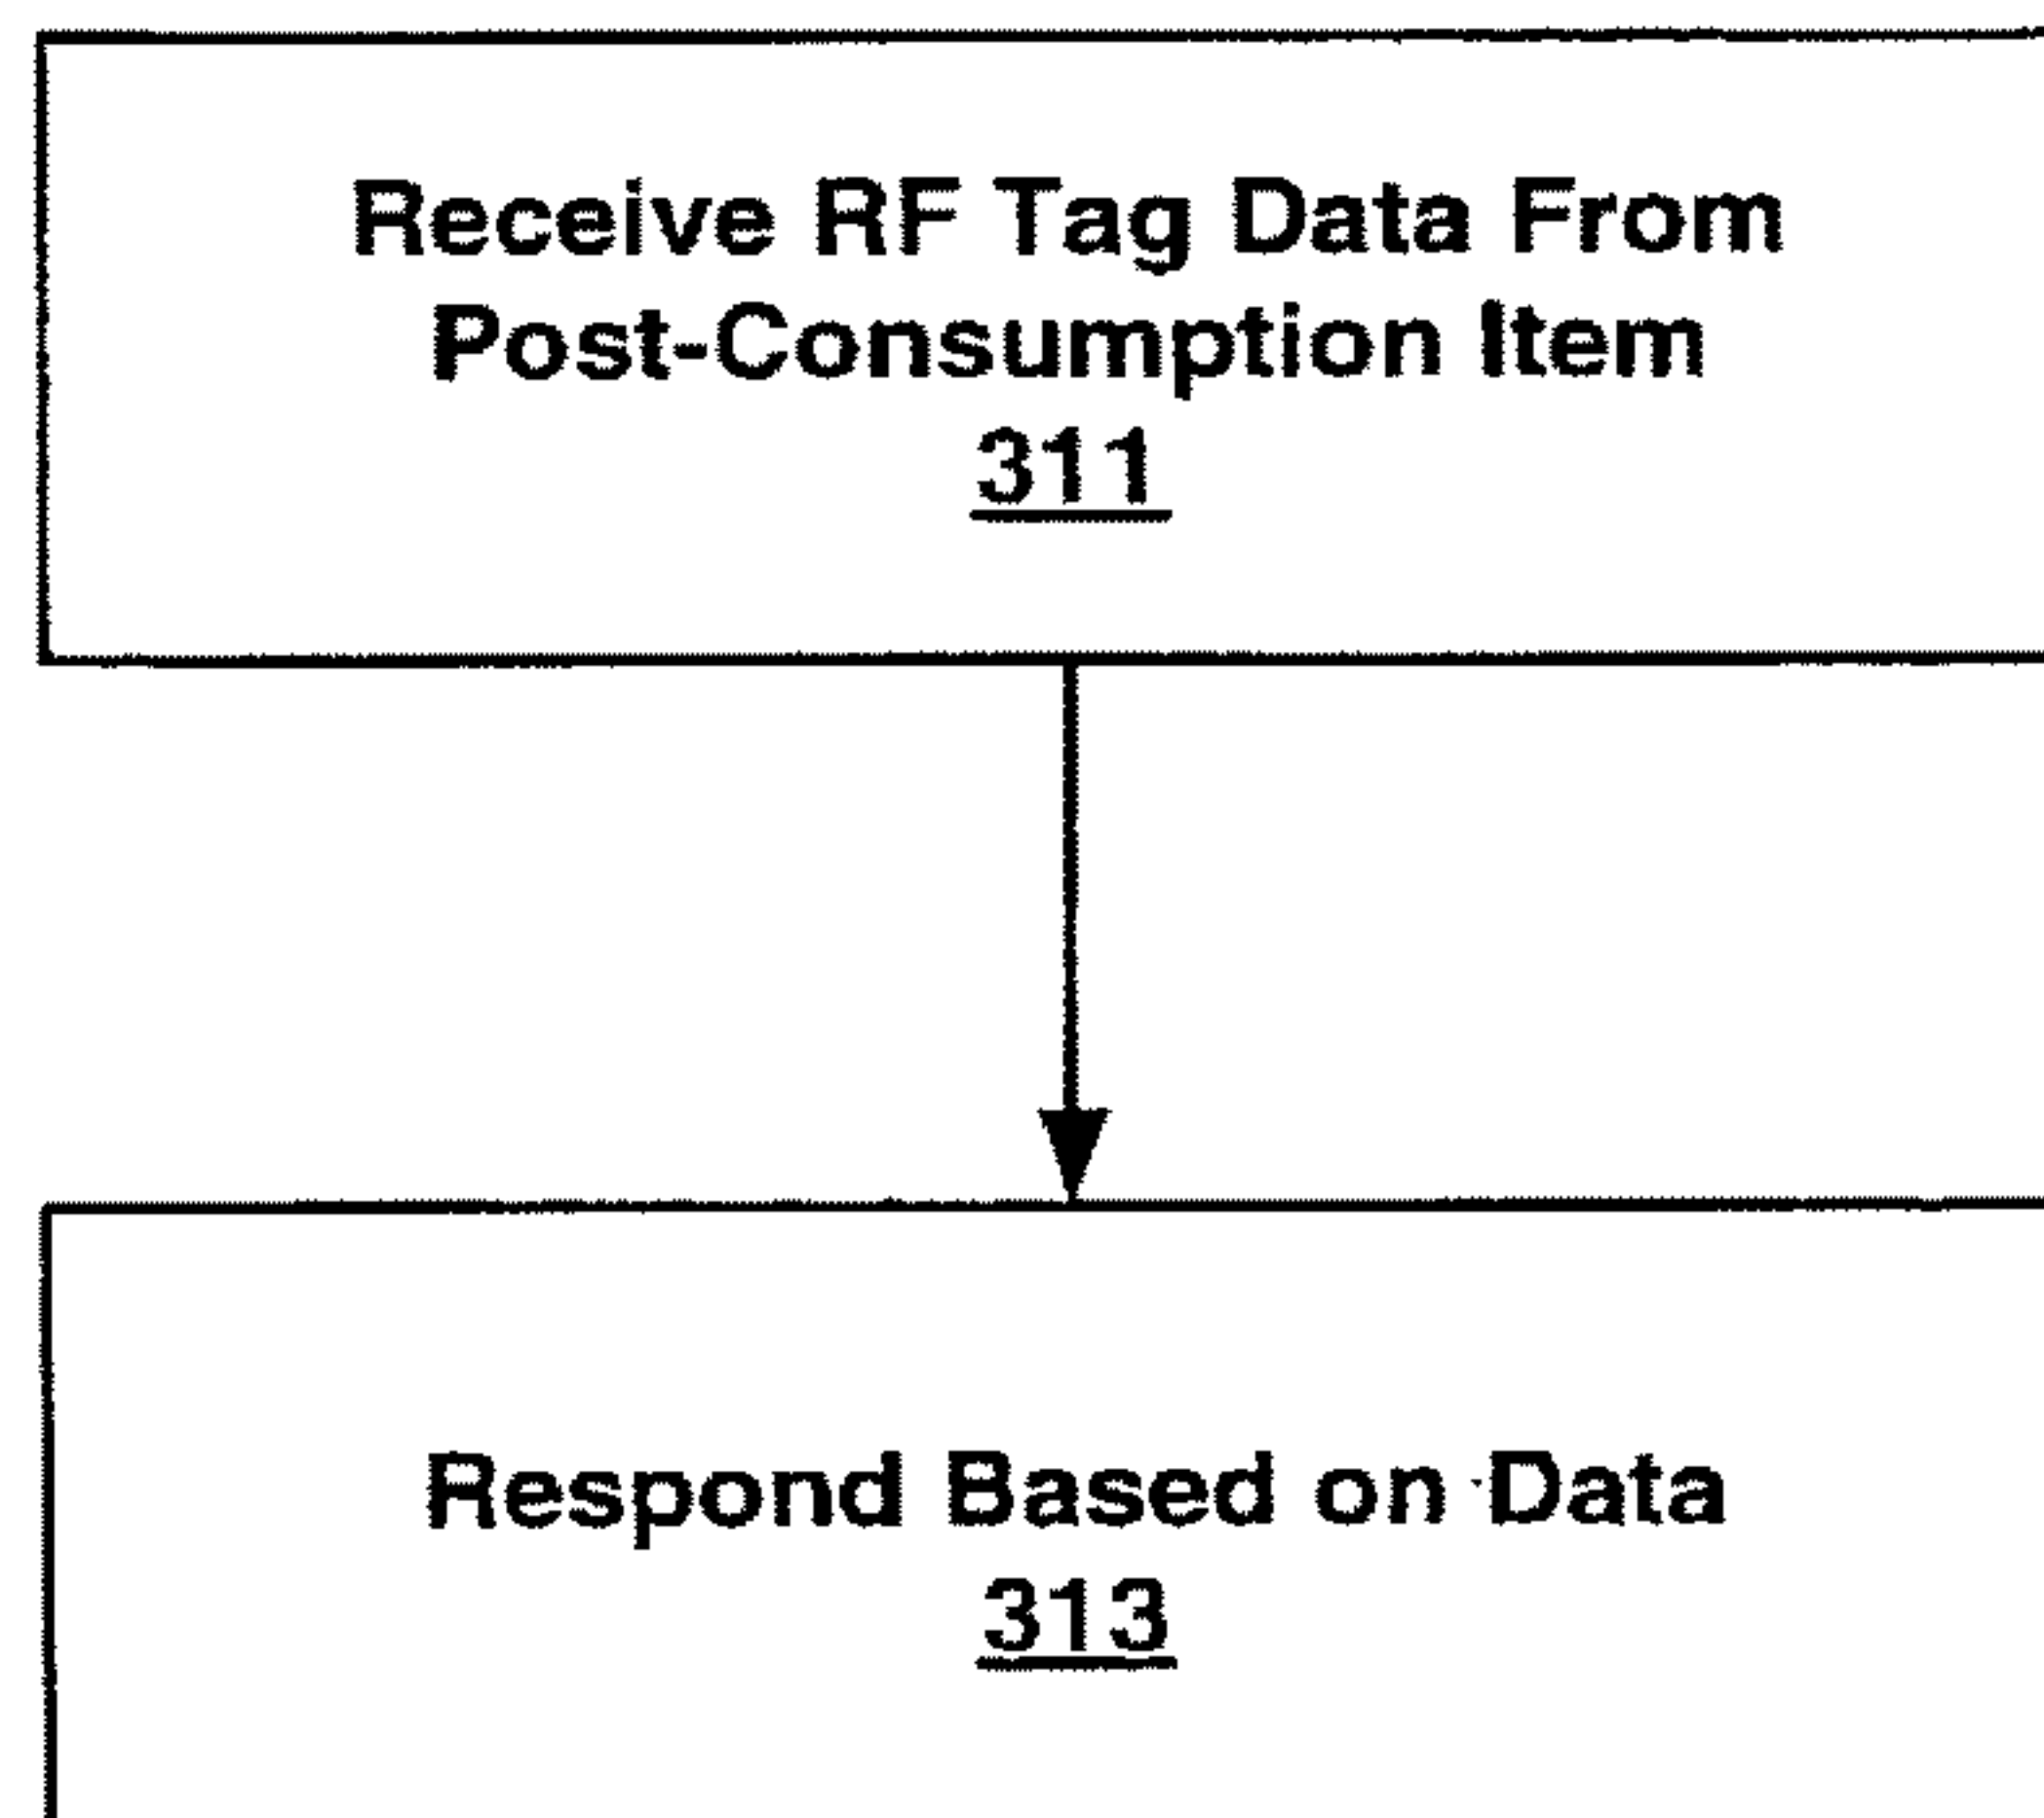 Receive RF Tag Data From
Post-Consumption Item
311
Respond Based on Data
313